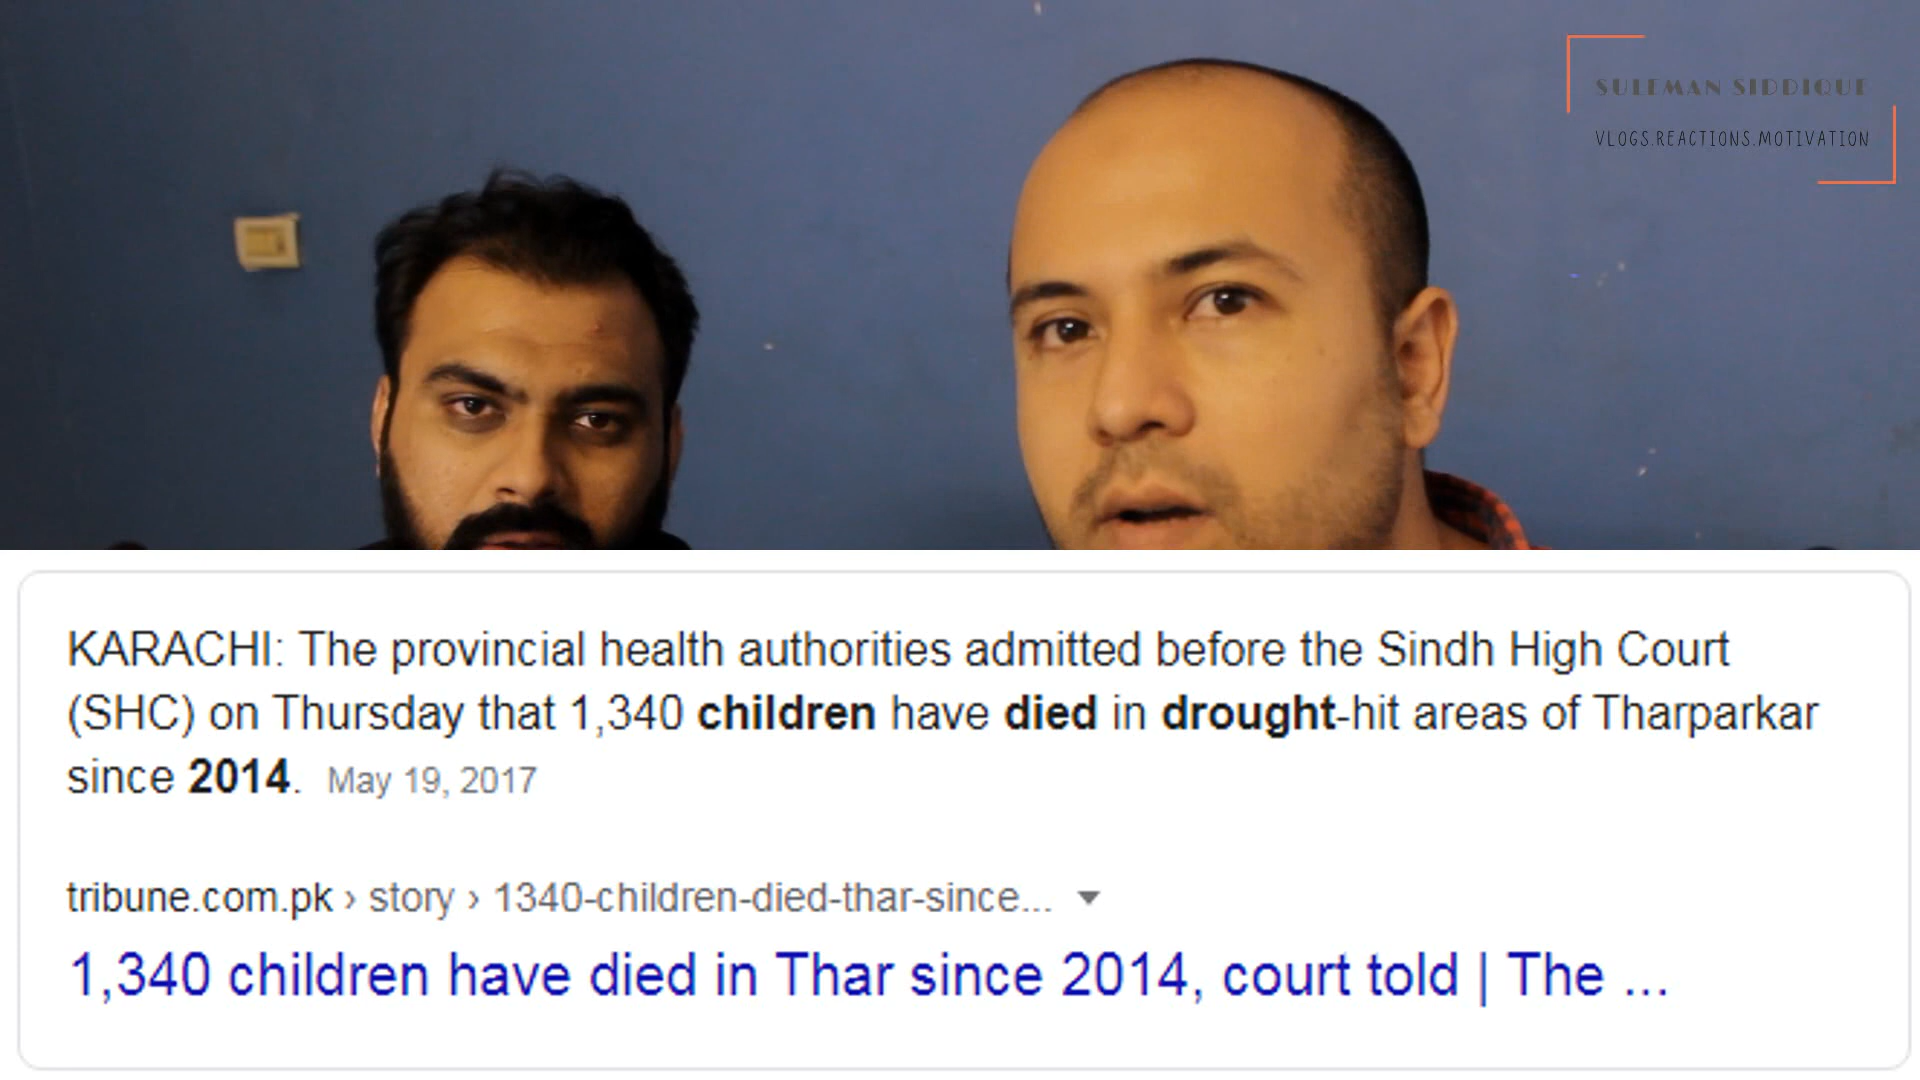 SULEMAN SIDDIQUE
VLOGS.REACTIONS.MOTIVATION
KARACHI: The provincial health authorities admitted before the Sindh High Court
(SHC) on Thursday that 1,340 children have died in drought-hit areas of Tharparkar
since 2014. May 19, 2017
tribune.com.pk › story › 1340-children-died-thar-since...
1,340 children have died in Thar since 2014, court told | The ...